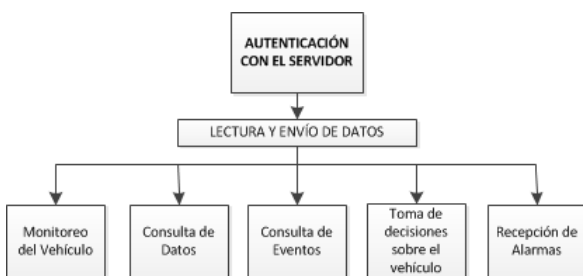 AUTENTICACIÓN
CON EL SERVIDOR
LECTURA Y ENVÍO DE DATOS
Monitoreo
del Vehículo
Consulta de
Datos
Consulta de
Eventos
Toma de
decisiones
sobre el
vehículo
Recepción de
Alarmas